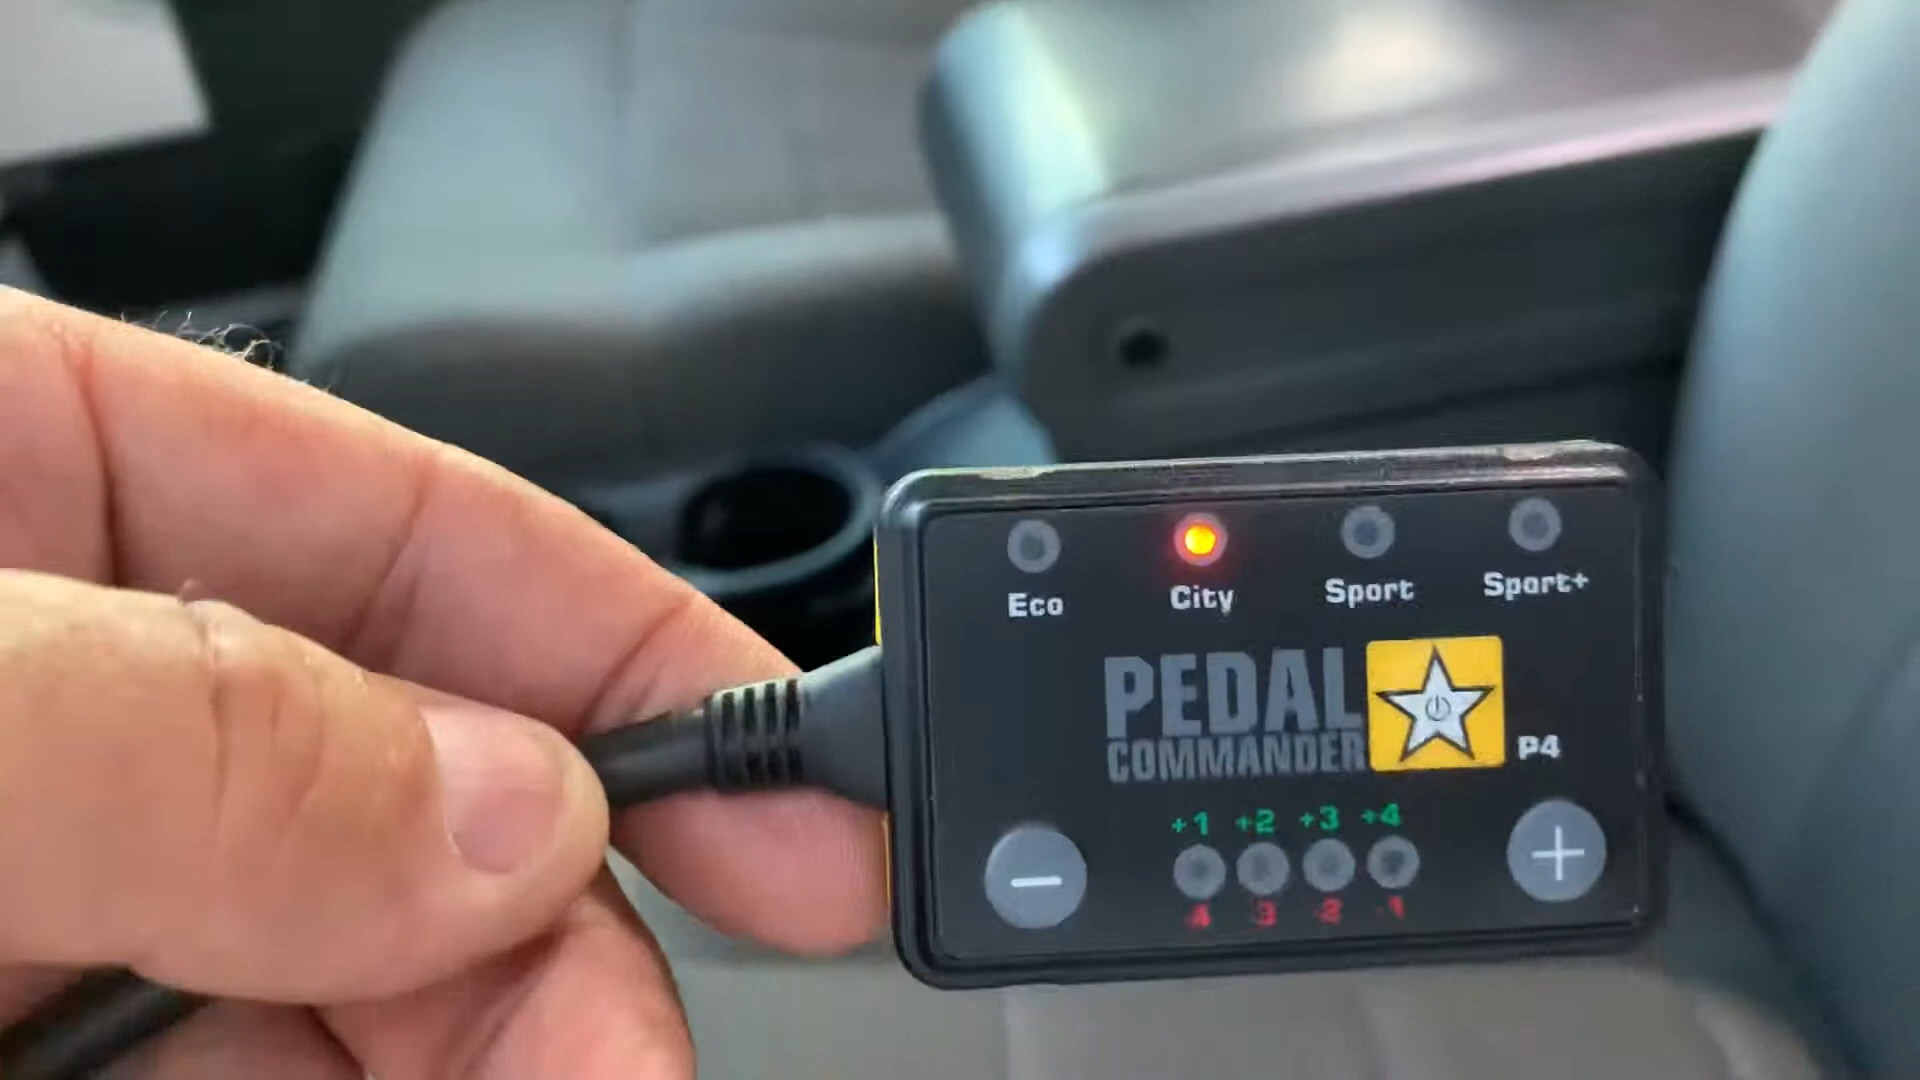 Eco City Sport Sport+
PEDAL
COMMANDER
P4
+1 +2 +3 +4
-4 -3 -2 -1